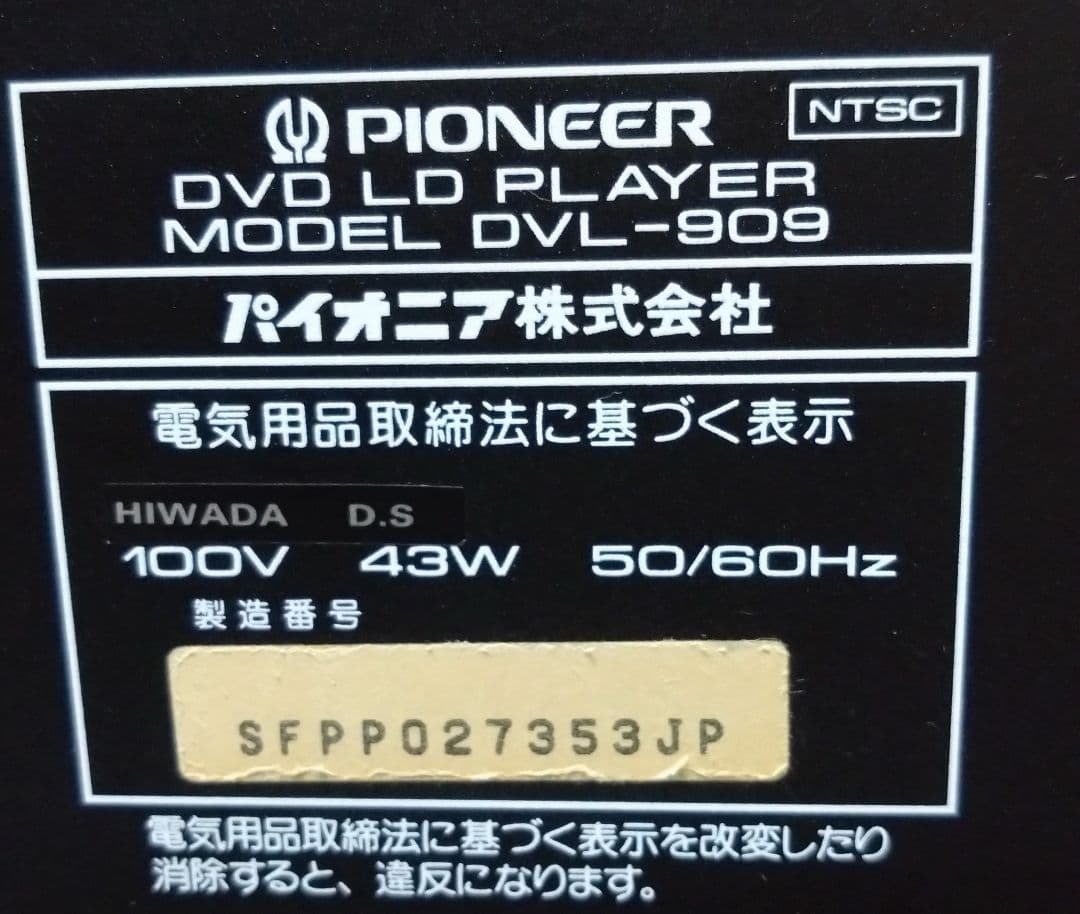 PIONEER
NTSC
DVD LD PLAYER
MODEL DVL-909
パイオニア株式会社
電気用品取締法に基づく表示
HIWADA D.S
100V 43W 50/60Hz
製造番号
SFPP027353JP
電気用品取締法に基づく表示を改変したり
消除すると、違反になります。